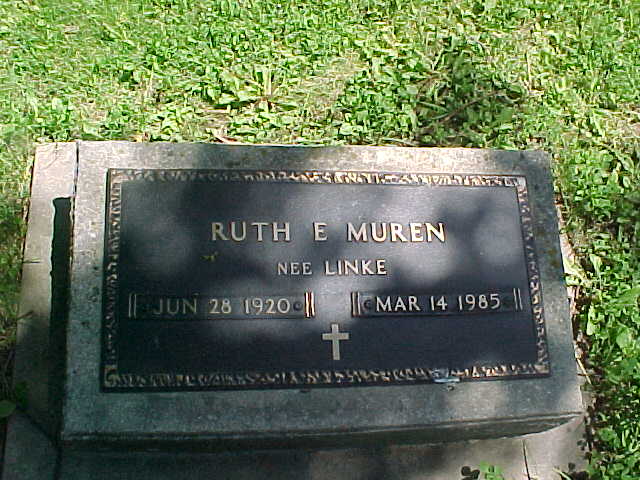 RUTH E MUREN
NEE LINKE
JUN 28 1920 MAR 14 1985